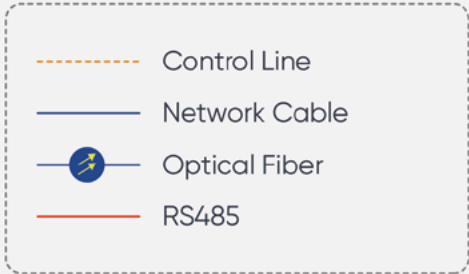 Control Line
Network Cable
Optical Fiber
RS485